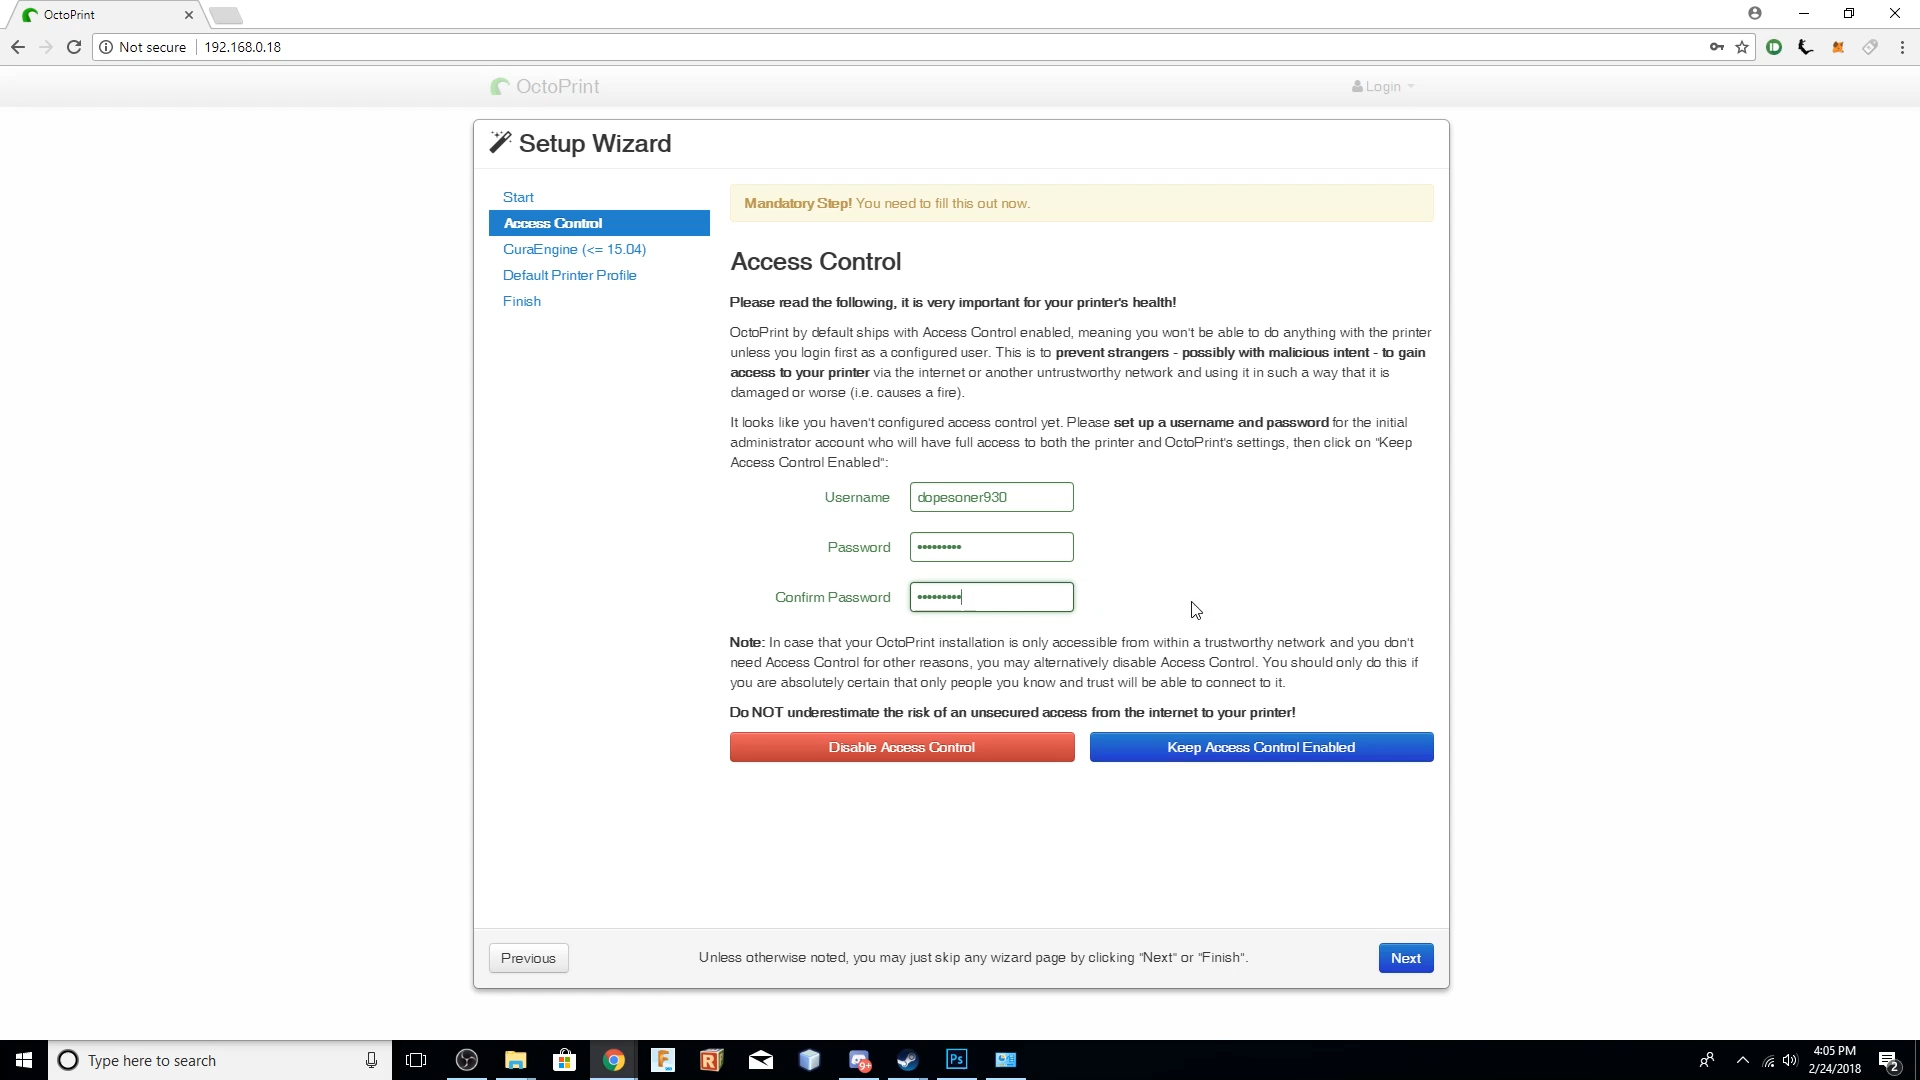 OctoPrint
Not secure
192.168.0.18
OctoPrint
Login
Setup Wizard
Start
Access Control
CuraEngine (<= 15.04)
Default Printer Profile
Finish
Mandatory Step! You need to fill this out now.
Access Control
Please read the following, it is very important for your printer's health!
OctoPrint by default ships with Access Control enabled, meaning you won't be able to do anything with the printer
unless you login first as a configured user. This is to prevent strangers - possibly with malicious intent - to gain
access to your printer via the internet or another untrustworthy network and using it in such a way that it is
damaged or worse (i.e. causes a fire).
It looks like you haven't configured access control yet. Please set up a username and password for the initial
administrator account who will have full access to both the printer and OctoPrint's settings, then click on "Keep
Access Control Enabled":
Username
dopesoner930
Password
•••••••••
Confirm Password
•••••••••
Note: In case that your OctoPrint installation is only accessible from within a trustworthy network and you don't
need Access Control for other reasons, you may alternatively disable Access Control. You should only do this if
you are absolutely certain that only people you know and trust will be able to connect to it.
Do NOT underestimate the risk of an unsecured access from the internet to your printer!
Disable Access Control
Keep Access Control Enabled
Previous
Unless otherwise noted, you may just skip any wizard page by clicking "Next" or "Finish".
Next
Type here to search
F
R
9+
Ps
4:05 PM
2/24/2018
2